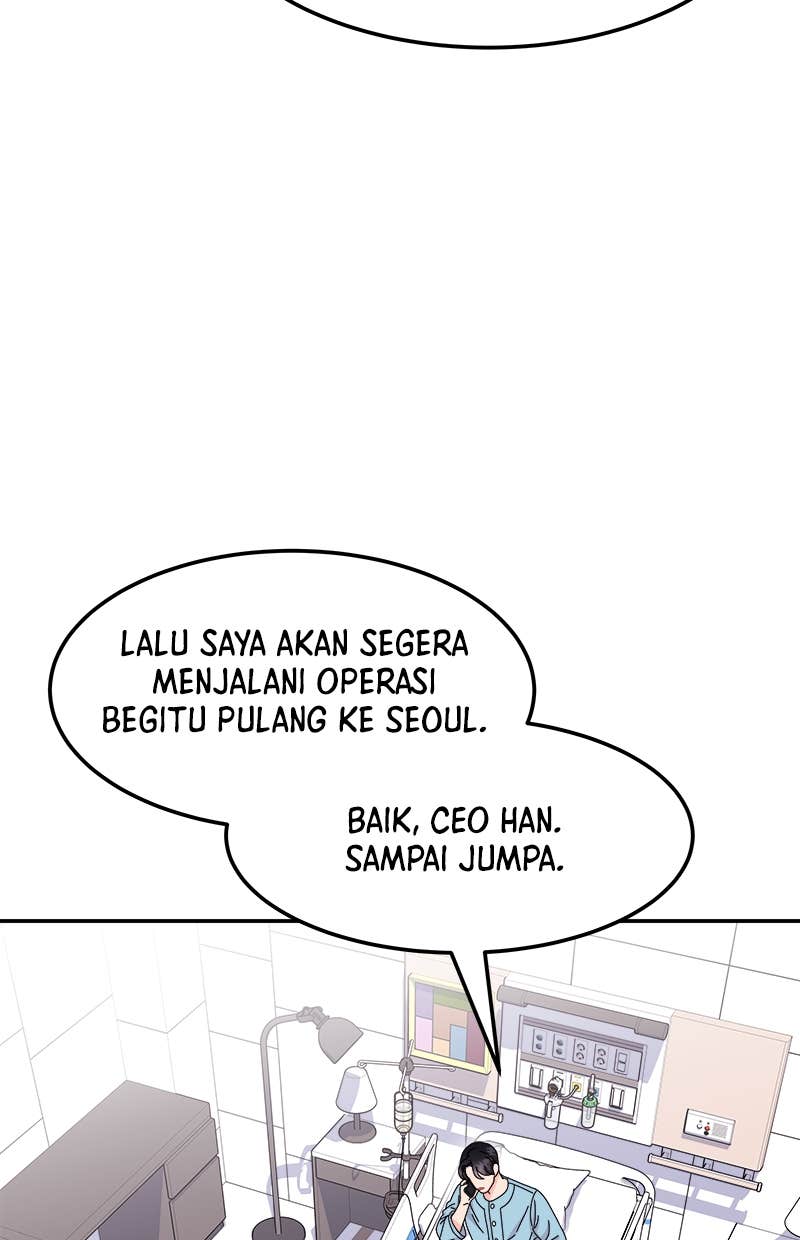 LALU SAYA AKAN SEGERA
MENJALANI OPERASI
BEGITU PULANG KE SEOUL.
BAIK, CEO HAN.
SAMPAI JUMPA.